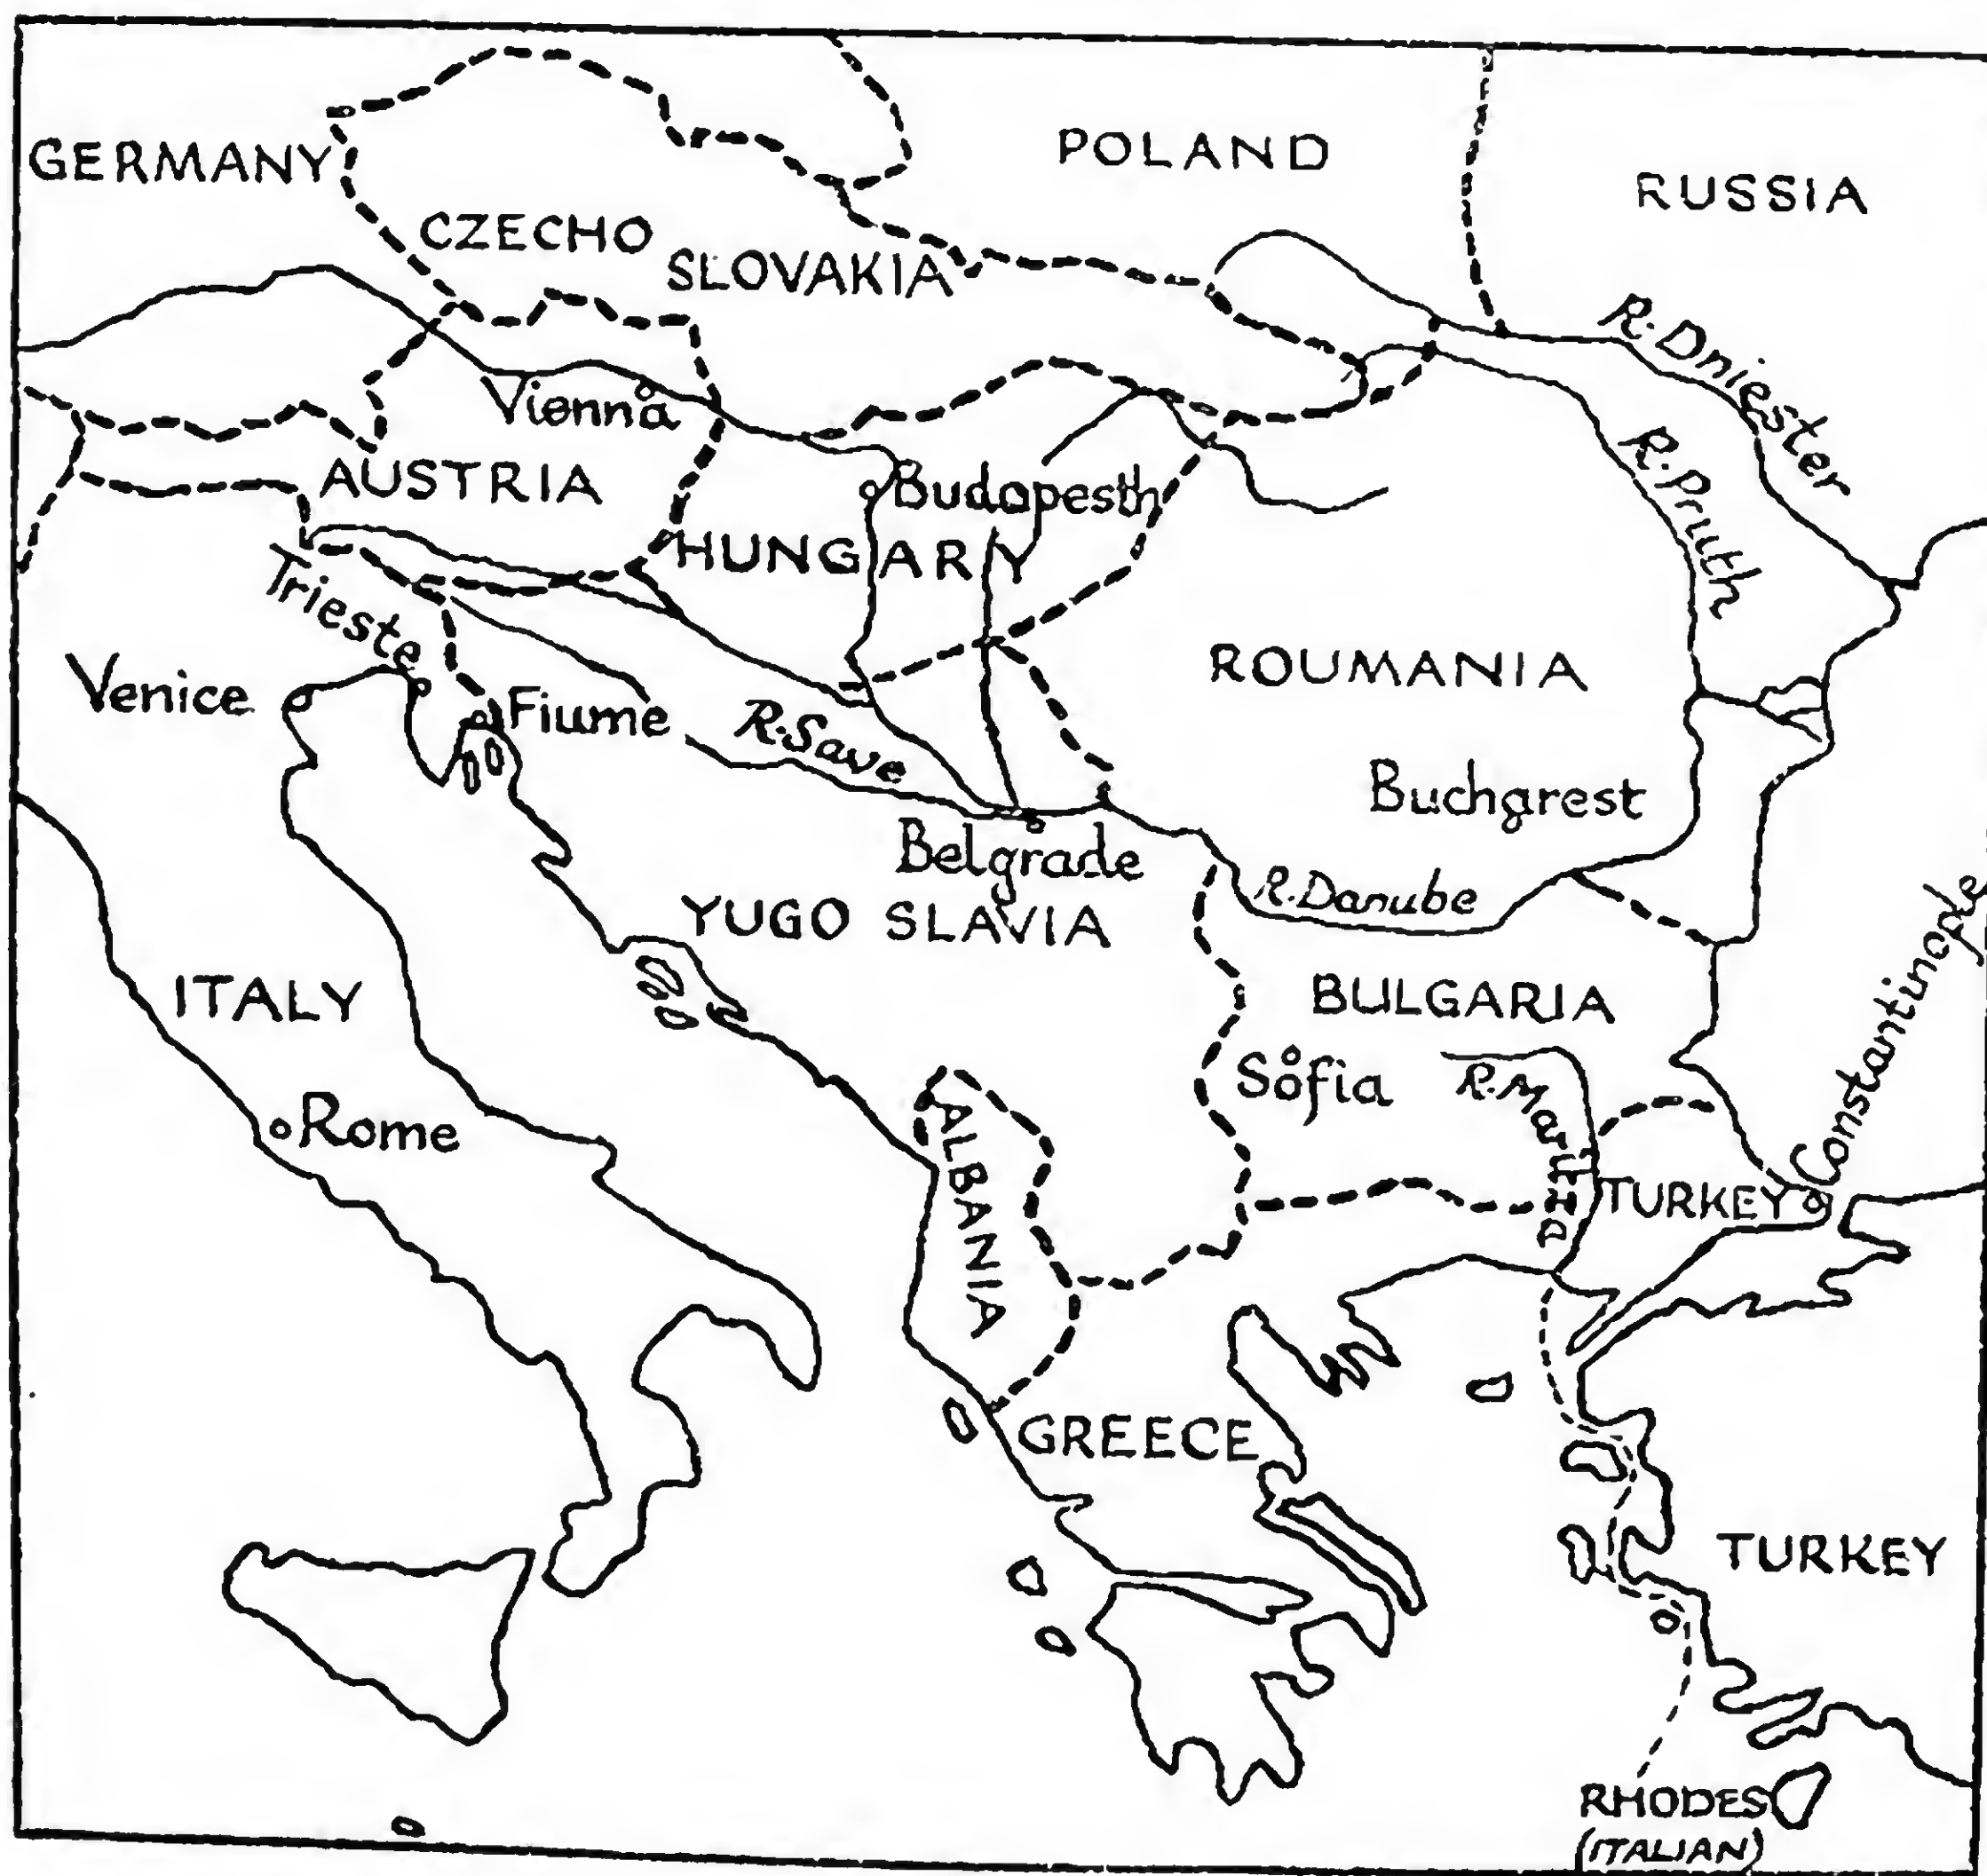 GERMANY
POLAND
RUSSIA
CZECHO
SLOVAKIA
R. Dniester
Vienna
R. Pruth
AUSTRIA
Budapesth
HUNGARY
Trieste
ROUMANIA
Venice
Fiume
R. Save
Bucharest
Belgrade
R. Danube
YUGO SLAVIA
ITALY
BULGARIA
Constantinople
Sofia
R. Maritza
Rome
ALBANIA
TURKEY
GREECE
TURKEY
RHODES
(ITALIAN)